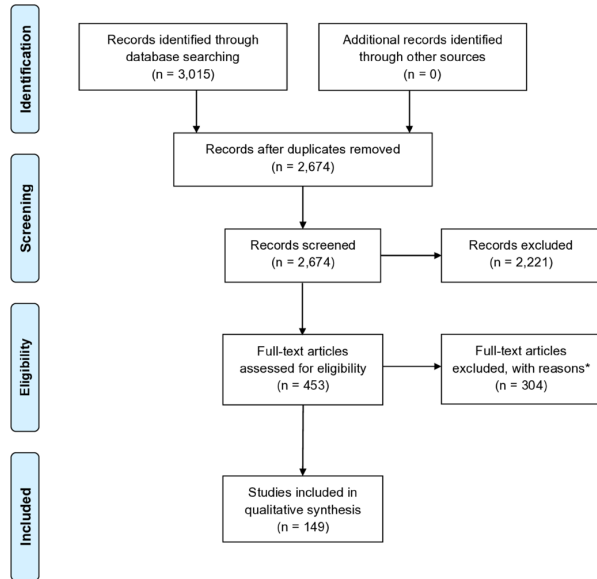 Identification
Records identified through
database searching
(n = 3,015)
Additional records identified
through other sources
(n = 0)
Records after duplicates removed
(n = 2,674)
Screening
Records screened
(n = 2,674)
Records excluded
(n = 2,221)
Eligibility
Full-text articles
assessed for eligibility
(n = 453)
Full-text articles
excluded, with reasons*
(n = 304)
Included
Studies included in
qualitative synthesis
(n = 149)